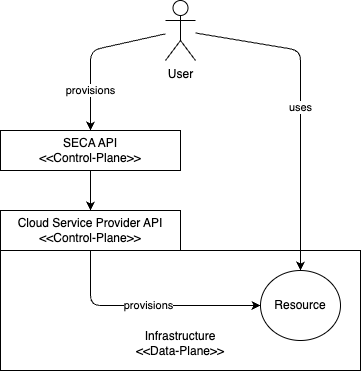 User
provisions
uses
SECA API
<<Control-Plane>>
Cloud Service Provider API
<<Control-Plane>>
Resource
provisions
Infrastructure
<<Data-Plane>>